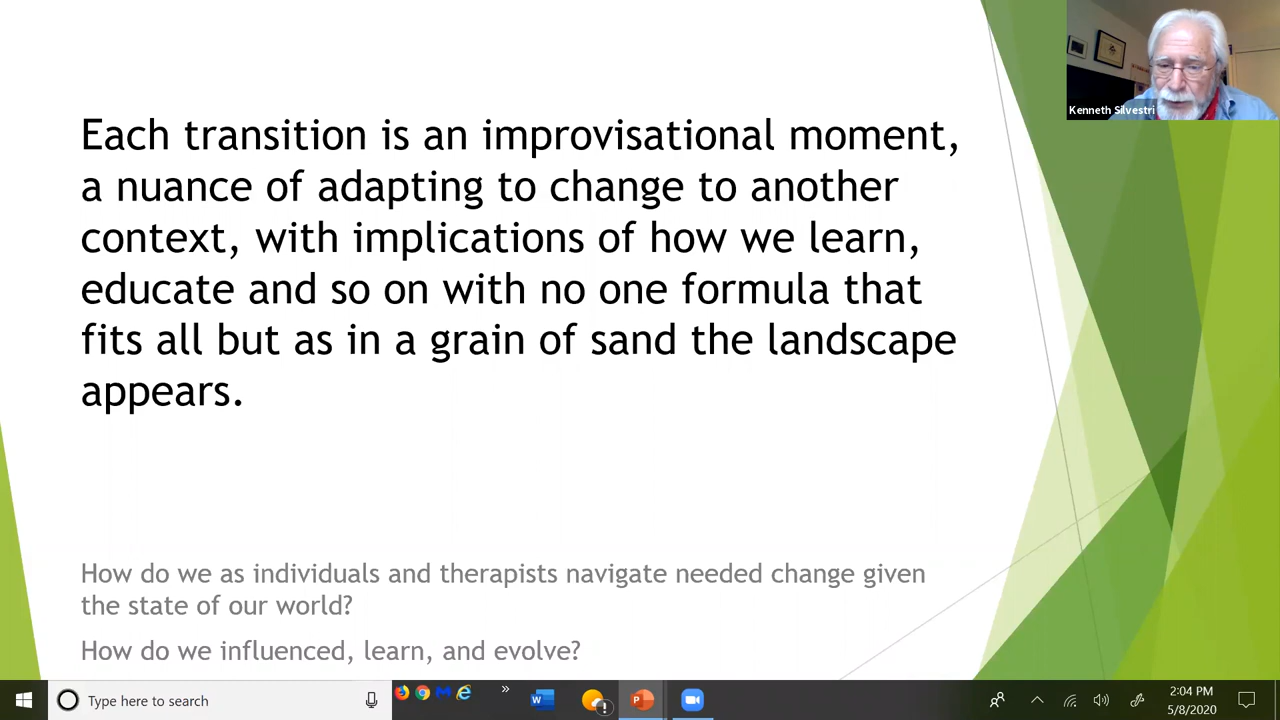 Kenneth Silvestri
Each transition is an improvisational moment,
a nuance of adapting to change to another
context, with implications of how we learn,
educate and so on with no one formula that
fits all but as in a grain of sand the landscape
appears.
How do we as individuals and therapists navigate needed change given
the state of our world?
How do we influenced, learn, and evolve?
Type here to search
2:04 PM
5/8/2020